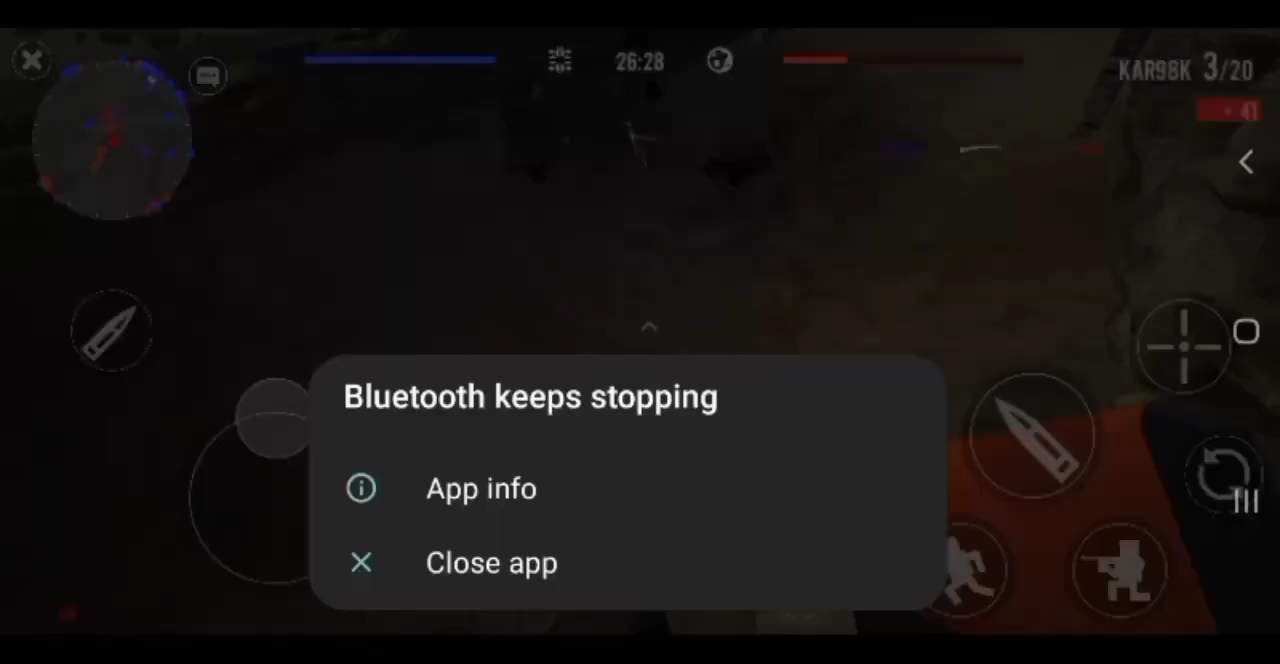 26:28
KAR98K 3/20
41
Bluetooth keeps stopping
App info
Close app